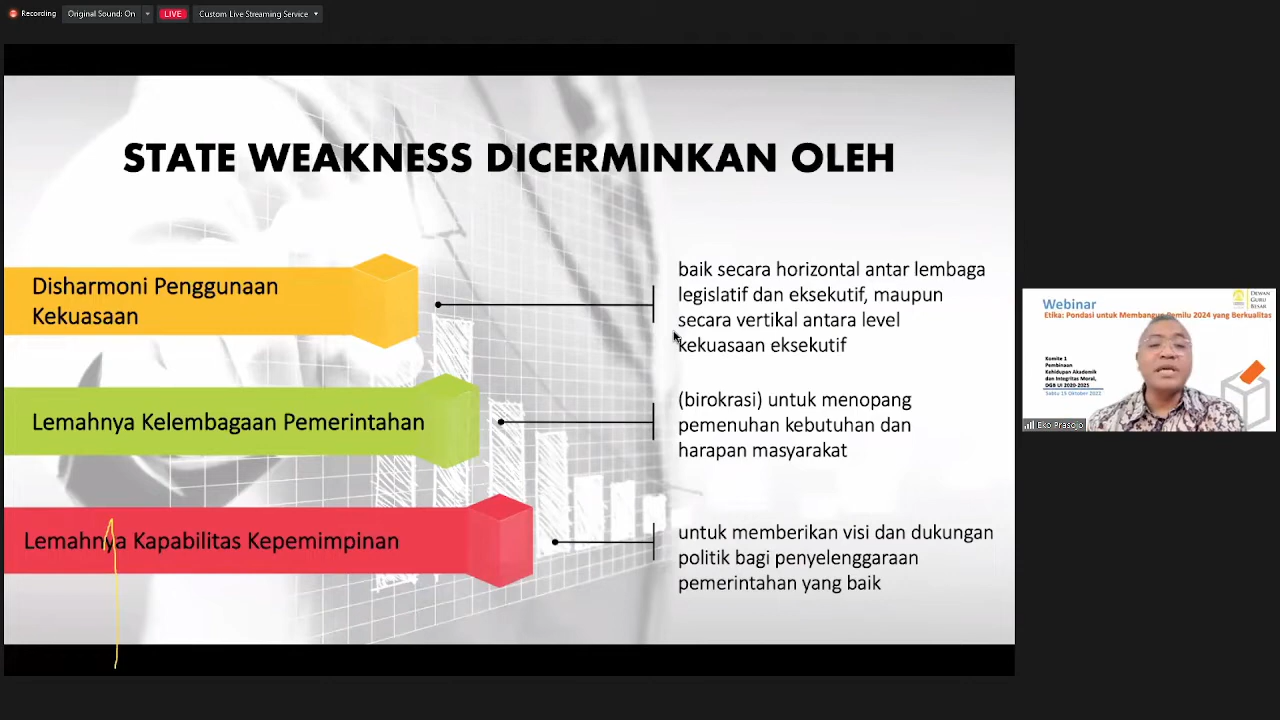 Recording
Original Sound: On
LIVE
Custom Live Streaming Service
STATE WEAKNESS DICERMINKAN OLEH
Disharmoni Penggunaan
Kekuasaan
baik secara horizontal antar lembaga
legislatif dan eksekutif, maupun
secara vertikal antara level
kekuasaan eksekutif
Lemahnya Kelembagaan Pemerintahan
(birokrasi) untuk menopang
pemenuhan kebutuhan dan
harapan masyarakat
Lemahnya Kapabilitas Kepemimpinan
untuk memberikan visi dan dukungan
politik bagi penyelenggaraan
pemerintahan yang baik
Webinar
DEWAN
GURU
BESAR
Etika: Pondasi untuk Membangun Pemilu 2024 yang Berkualitas
Komite 1
Pembinaan
Kehidupan Akademik
dan Integritas Moral,
DGB UI 2020-2025
Sabtu 15 Oktober 2022
Eko Prasojo